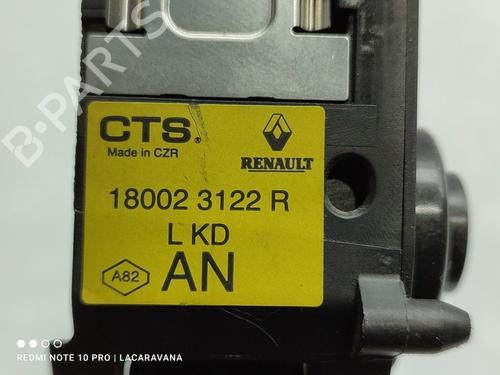 B-PARTS
CTS®
Made in CZR
RENAULT
18002 3122 R
L KD
A82
AN
REDMI NOTE 10 PRO | LACARAVANA